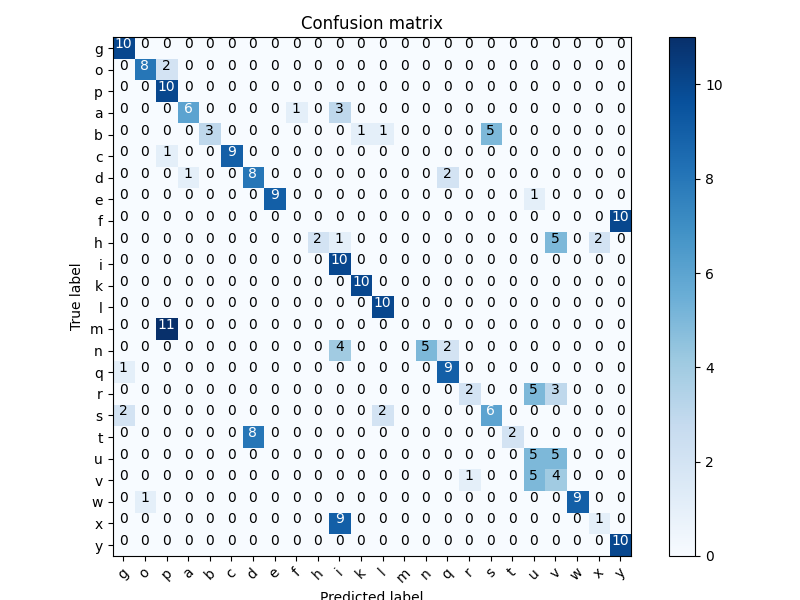 Confusion matrix
True label
g 10 0 0 0 0 0 0 0 0 0 0 0 0 0 0 0 0 0 0 0 0 0 0 0
o 0 8 2 0 0 0 0 0 0 0 0 0 0 0 0 0 0 0 0 0 0 0 0 0
p 0 0 10 0 0 0 0 0 0 0 0 0 0 0 0 0 0 0 0 0 0 0 0 0
a 0 0 0 6 0 0 0 0 1 0 3 0 0 0 0 0 0 0 0 0 0 0 0 0
b 0 0 0 0 3 0 0 0 0 0 0 1 1 0 0 0 0 5 0 0 0 0 0 0
c 0 0 1 0 0 9 0 0 0 0 0 0 0 0 0 0 0 0 0 0 0 0 0 0
d 0 0 0 1 0 0 8 0 0 0 0 0 0 0 0 2 0 0 0 0 0 0 0 0
e 0 0 0 0 0 0 0 9 0 0 0 0 0 0 0 0 0 0 0 1 0 0 0 0
f 0 0 0 0 0 0 0 0 0 0 0 0 0 0 0 0 0 0 0 0 0 0 0 10
h 0 0 0 0 0 0 0 0 0 2 1 0 0 0 0 0 0 0 0 0 5 0 2 0
i 0 0 0 0 0 0 0 0 0 0 10 0 0 0 0 0 0 0 0 0 0 0 0 0
k 0 0 0 0 0 0 0 0 0 0 0 10 0 0 0 0 0 0 0 0 0 0 0 0
l 0 0 0 0 0 0 0 0 0 0 0 0 10 0 0 0 0 0 0 0 0 0 0 0
m 0 0 11 0 0 0 0 0 0 0 0 0 0 0 0 0 0 0 0 0 0 0 0 0
n 0 0 0 0 0 0 0 0 0 0 4 0 0 0 5 2 0 0 0 0 0 0 0 0
q 1 0 0 0 0 0 0 0 0 0 0 0 0 0 0 9 0 0 0 0 0 0 0 0
r 0 0 0 0 0 0 0 0 0 0 0 0 0 0 0 0 2 0 0 5 3 0 0 0
s 2 0 0 0 0 0 0 0 0 0 0 0 2 0 0 0 0 6 0 0 0 0 0 0
t 0 0 0 0 0 0 8 0 0 0 0 0 0 0 0 0 0 0 2 0 0 0 0 0
u 0 0 0 0 0 0 0 0 0 0 0 0 0 0 0 0 0 0 0 5 5 0 0 0
v 0 0 0 0 0 0 0 0 0 0 0 0 0 0 0 0 1 0 0 5 4 0 0 0
w 0 1 0 0 0 0 0 0 0 0 0 0 0 0 0 0 0 0 0 0 0 9 0 0
x 0 0 0 0 0 0 0 0 0 0 9 0 0 0 0 0 0 0 0 0 0 0 1 0
y 0 0 0 0 0 0 0 0 0 0 0 0 0 0 0 0 0 0 0 0 0 0 0 10
g o p a b c d e f h i k l m n q r s t u v w x y
Predicted label
10
8
6
4
2
0